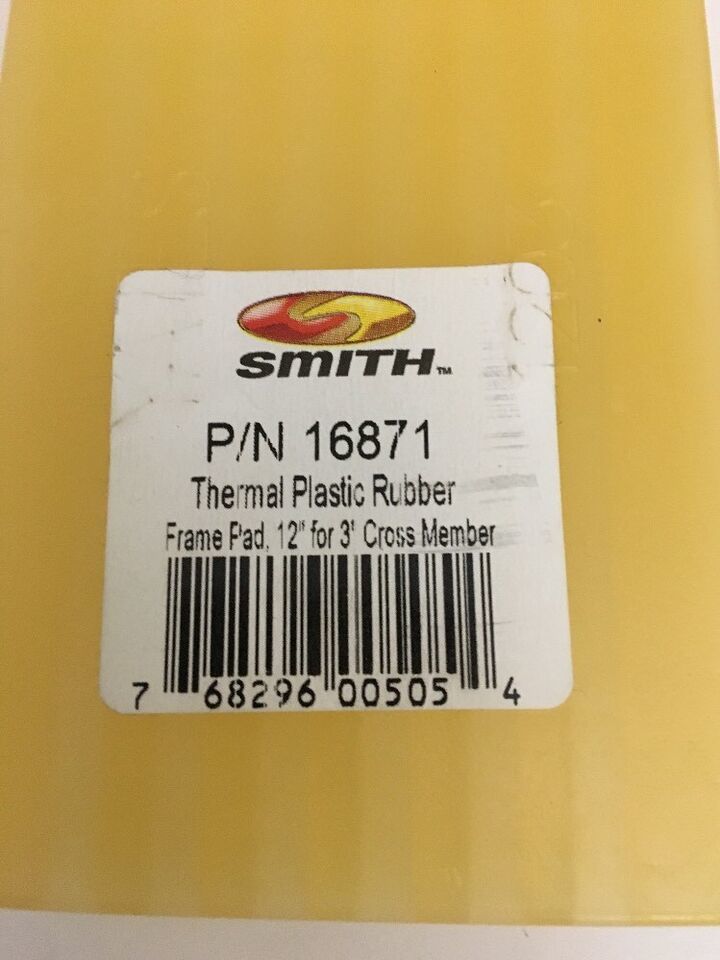 SMITH™
P/N 16871
Thermal Plastic Rubber
Frame Pad, 12" for 3' Cross Member
7 68296 00505 4